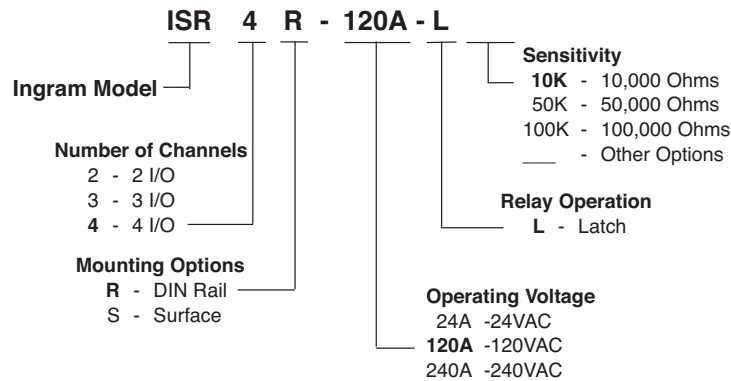 ISR 4 R - 120A - L
Sensitivity
10K - 10,000 Ohms
50K - 50,000 Ohms
100K - 100,000 Ohms
___ - Other Options
Ingram Model
Number of Channels
2 - 2 I/O
3 - 3 I/O
4 - 4 I/O
Relay Operation
L - Latch
Mounting Options
R - DIN Rail
S - Surface
Operating Voltage
24A -24VAC
120A -120VAC
240A -240VAC